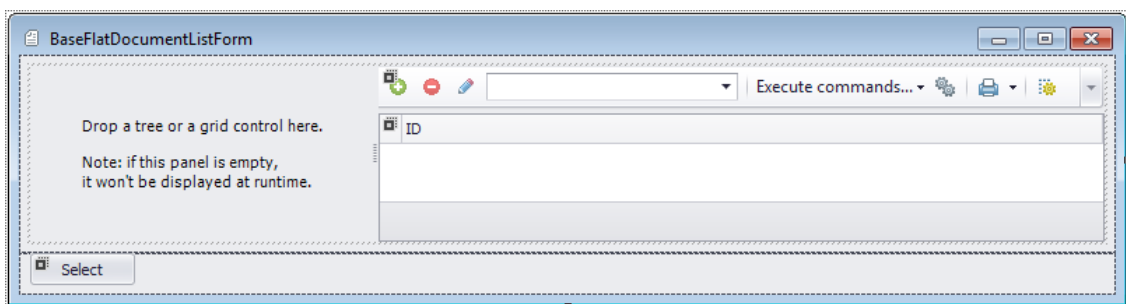 BaseFlatDocumentListForm
Execute commands...
Drop a tree or a grid control here.
Note: if this panel is empty,
it won't be displayed at runtime.
ID
Select